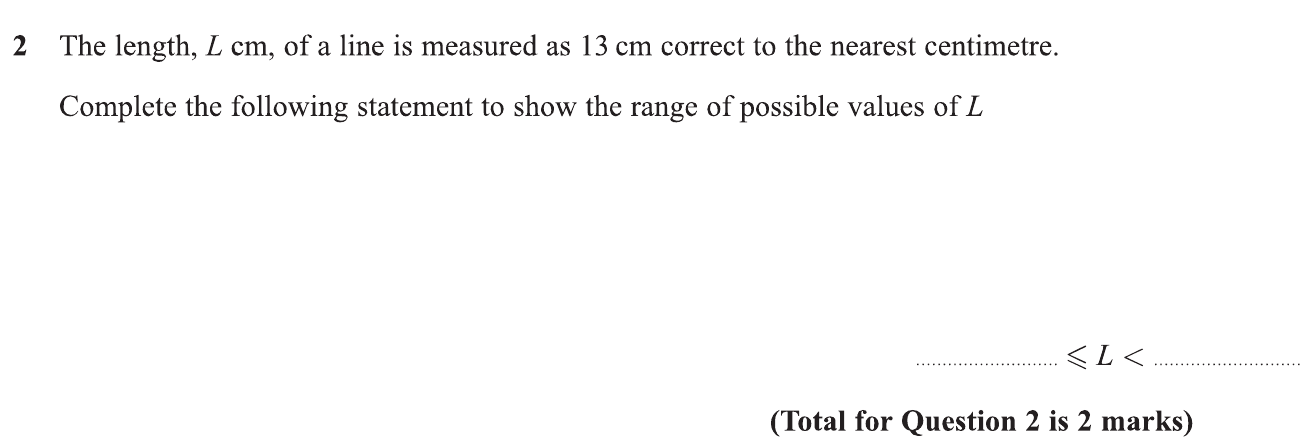 2 The length, L cm, of a line is measured as 13 cm correct to the nearest centimetre.
Complete the following statement to show the range of possible values of L
.............................. ⩽ L < ..............................
(Total for Question 2 is 2 marks)